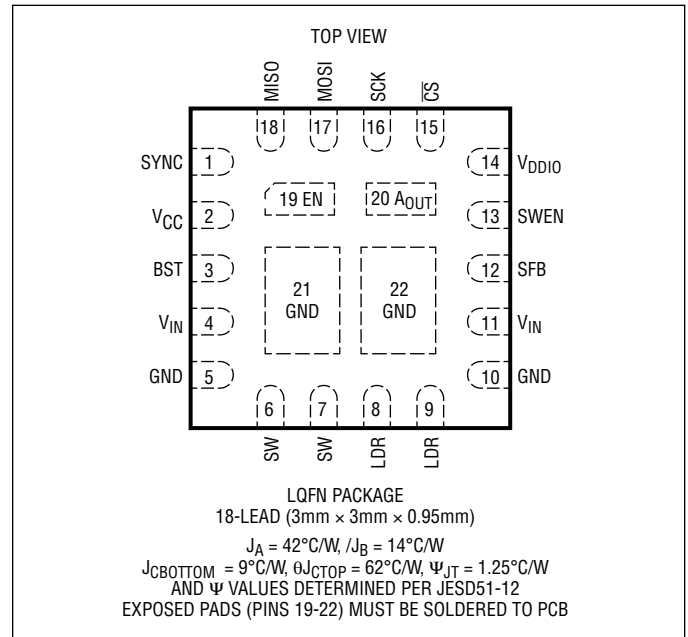 TOP VIEW
MISO
MOSI
SCK
C̅S̅
18
17
16
15
SYNC 1
14 VDDIO
19 EN
20 AOUT
VCC 2
13 SWEN
BST 3
12 SFB
21
GND
22
GND
VIN 4
11 VIN
GND 5
10 GND
6
7
8
9
SW
SW
LDR
LDR
LQFN PACKAGE
18-LEAD (3mm × 3mm × 0.95mm)
JA = 42°C/W, /JB = 14°C/W
JCBOTTOM = 9°C/W, θJCTOP = 62°C/W, ΨJT = 1.25°C/W
AND Ψ VALUES DETERMINED PER JESD51-12
EXPOSED PADS (PINS 19-22) MUST BE SOLDERED TO PCB